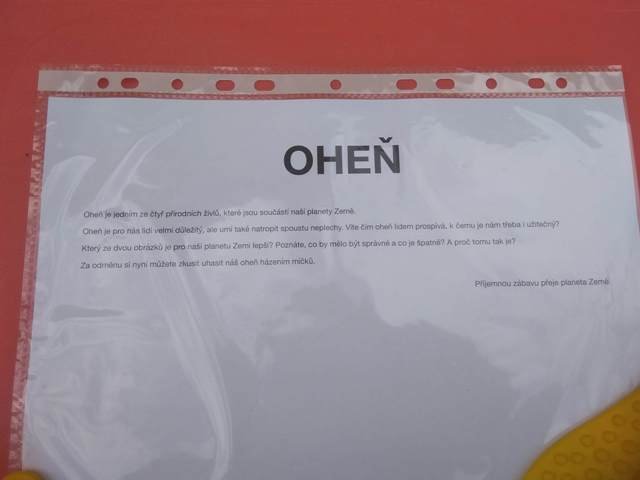 OHEŇ
Oheň je jedním ze čtyř přírodních živlů, které jsou součástí naší planety Země.
Oheň je pro nás lidi velmi důležitý, ale umí také natropit spoustu neplechy. Víte čím oheň lidem prospívá, k čemu je nám třeba i užitečný?
Který ze dvou obrázků je pro naši planetu Zemi lepší? Poznáte, co by mělo být správně a co je špatně? A proč tomu tak je?
Za odměnu si nyní můžete zkusit uhasit náš oheň házením míčků.
Příjemnou zábavu přeje planeta Země